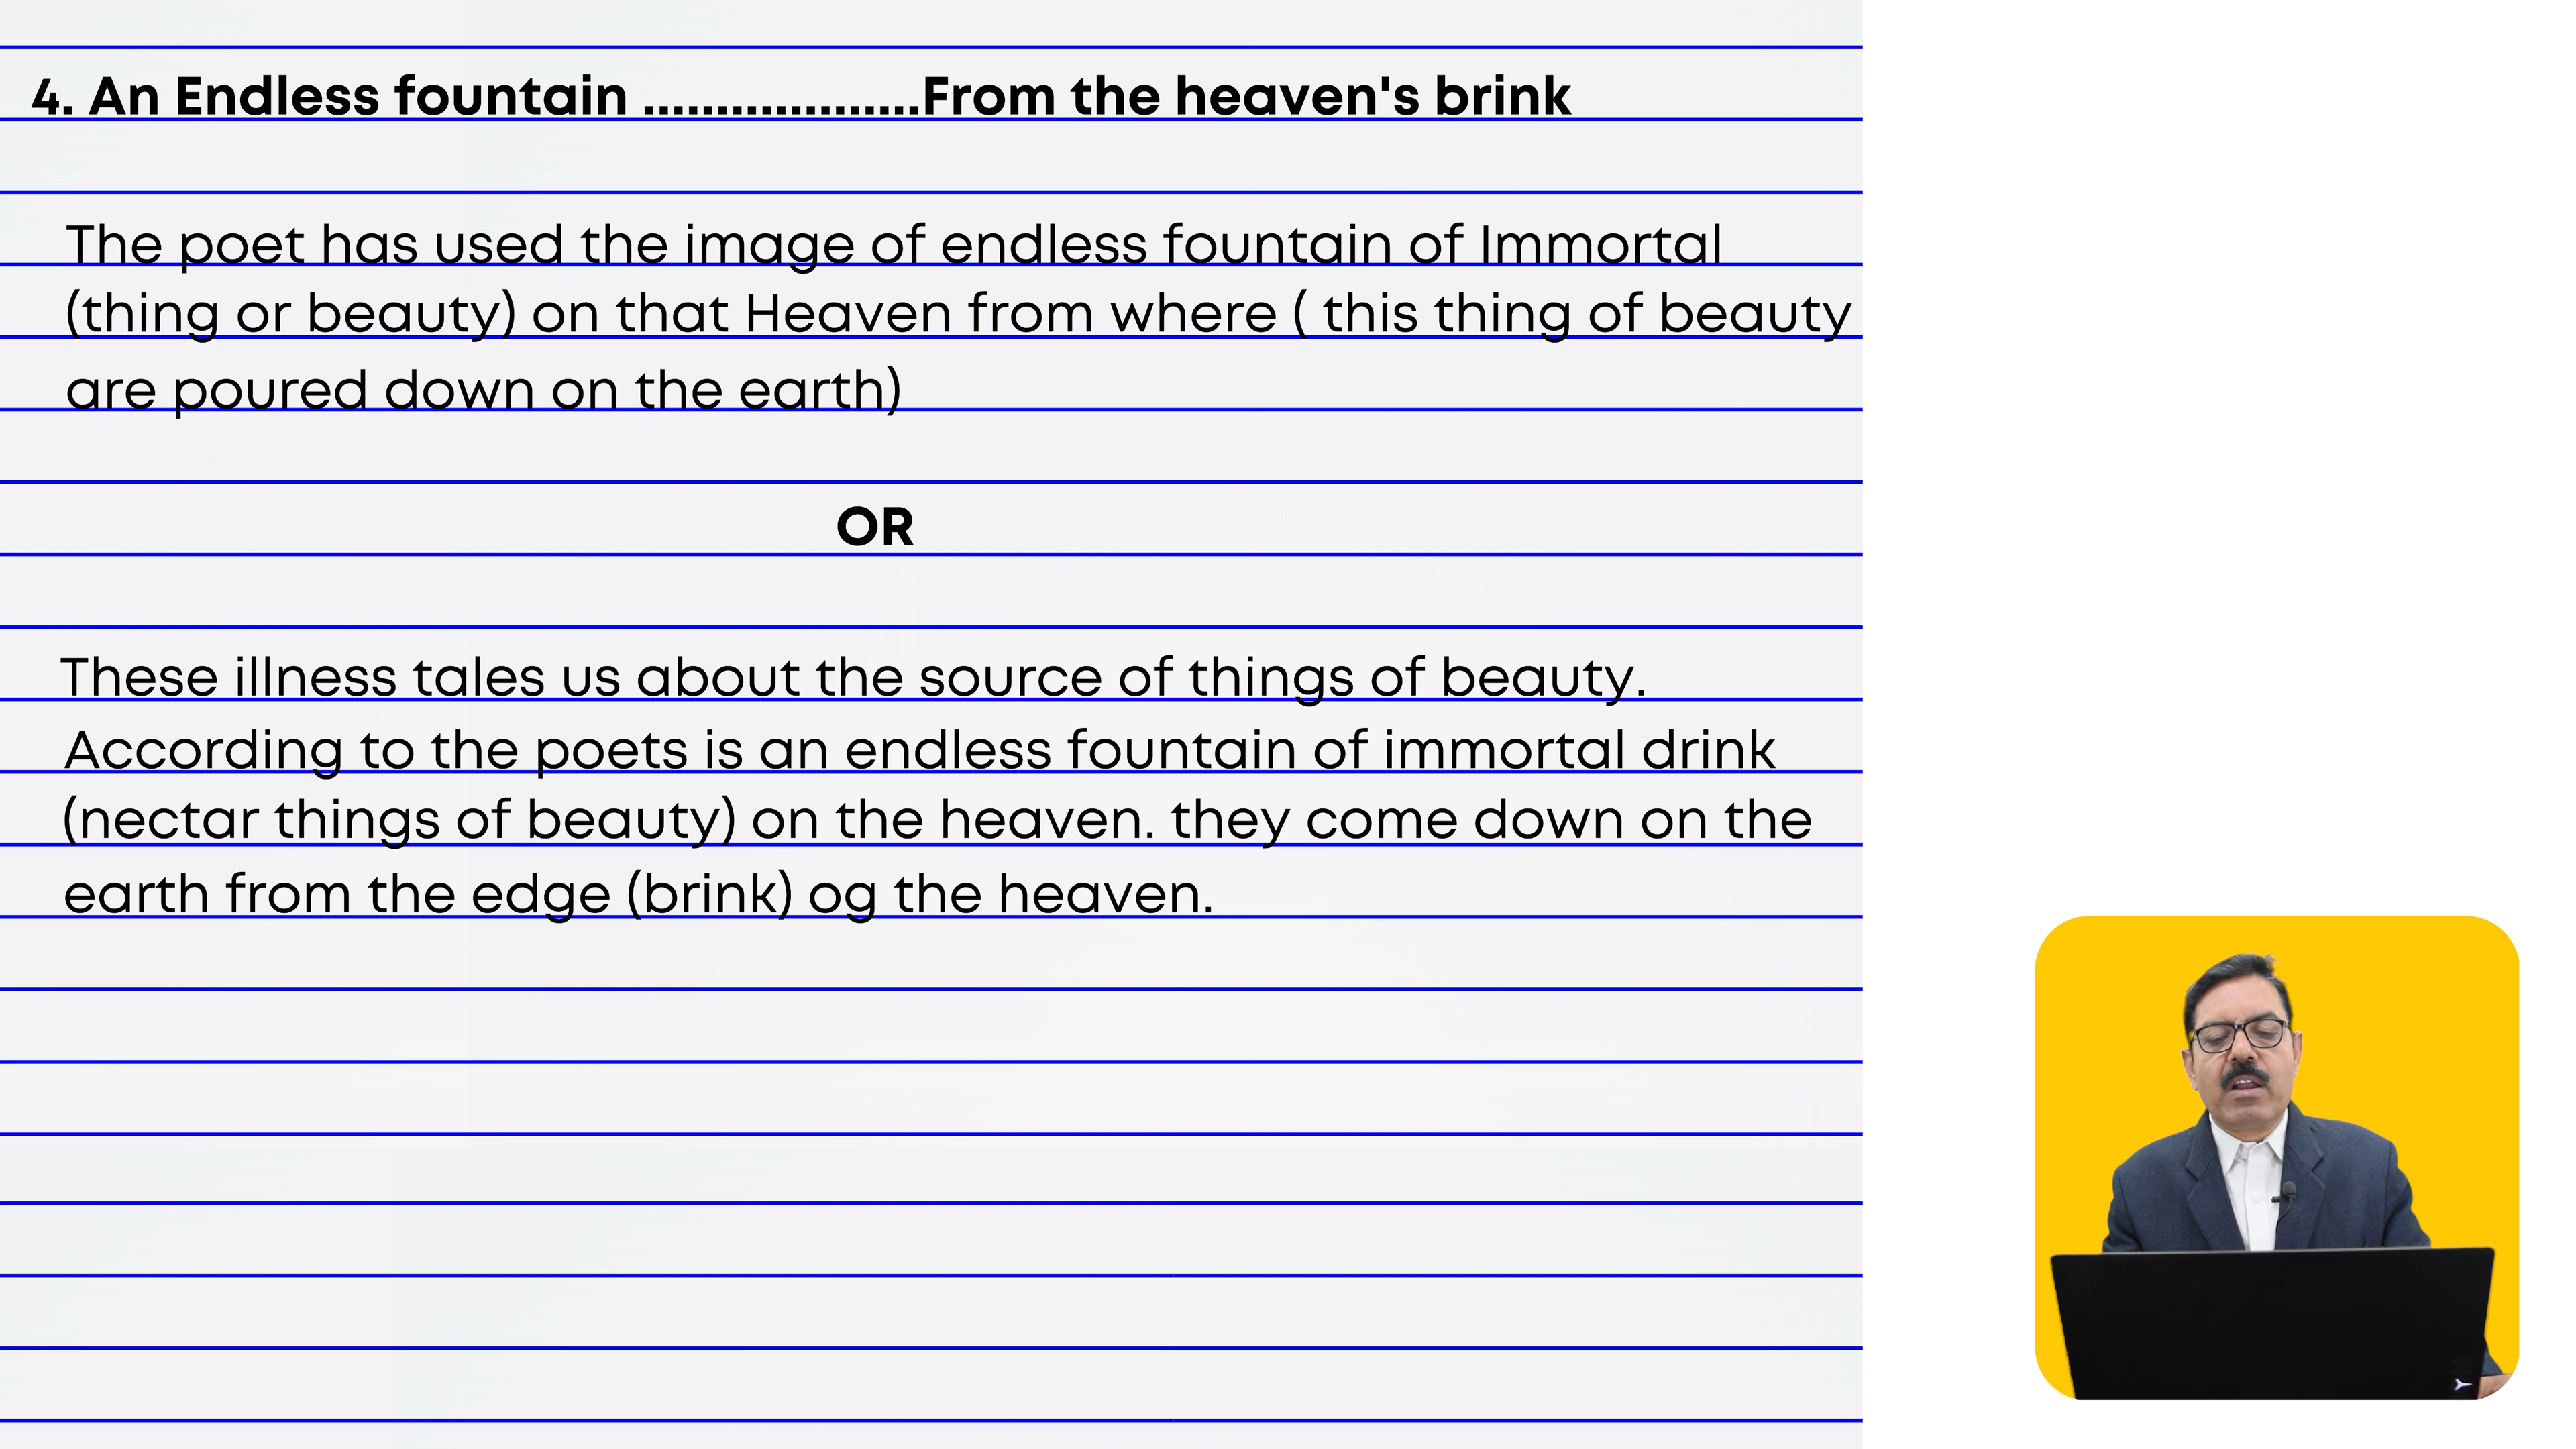 4. An Endless fountain ...................From the heaven's brink
The poet has used the image of endless fountain of Immortal
(thing or beauty) on that Heaven from where ( this thing of beauty
are poured down on the earth)
OR
These illness tales us about the source of things of beauty.
According to the poets is an endless fountain of immortal drink
(nectar things of beauty) on the heaven. they come down on the
earth from the edge (brink) og the heaven.